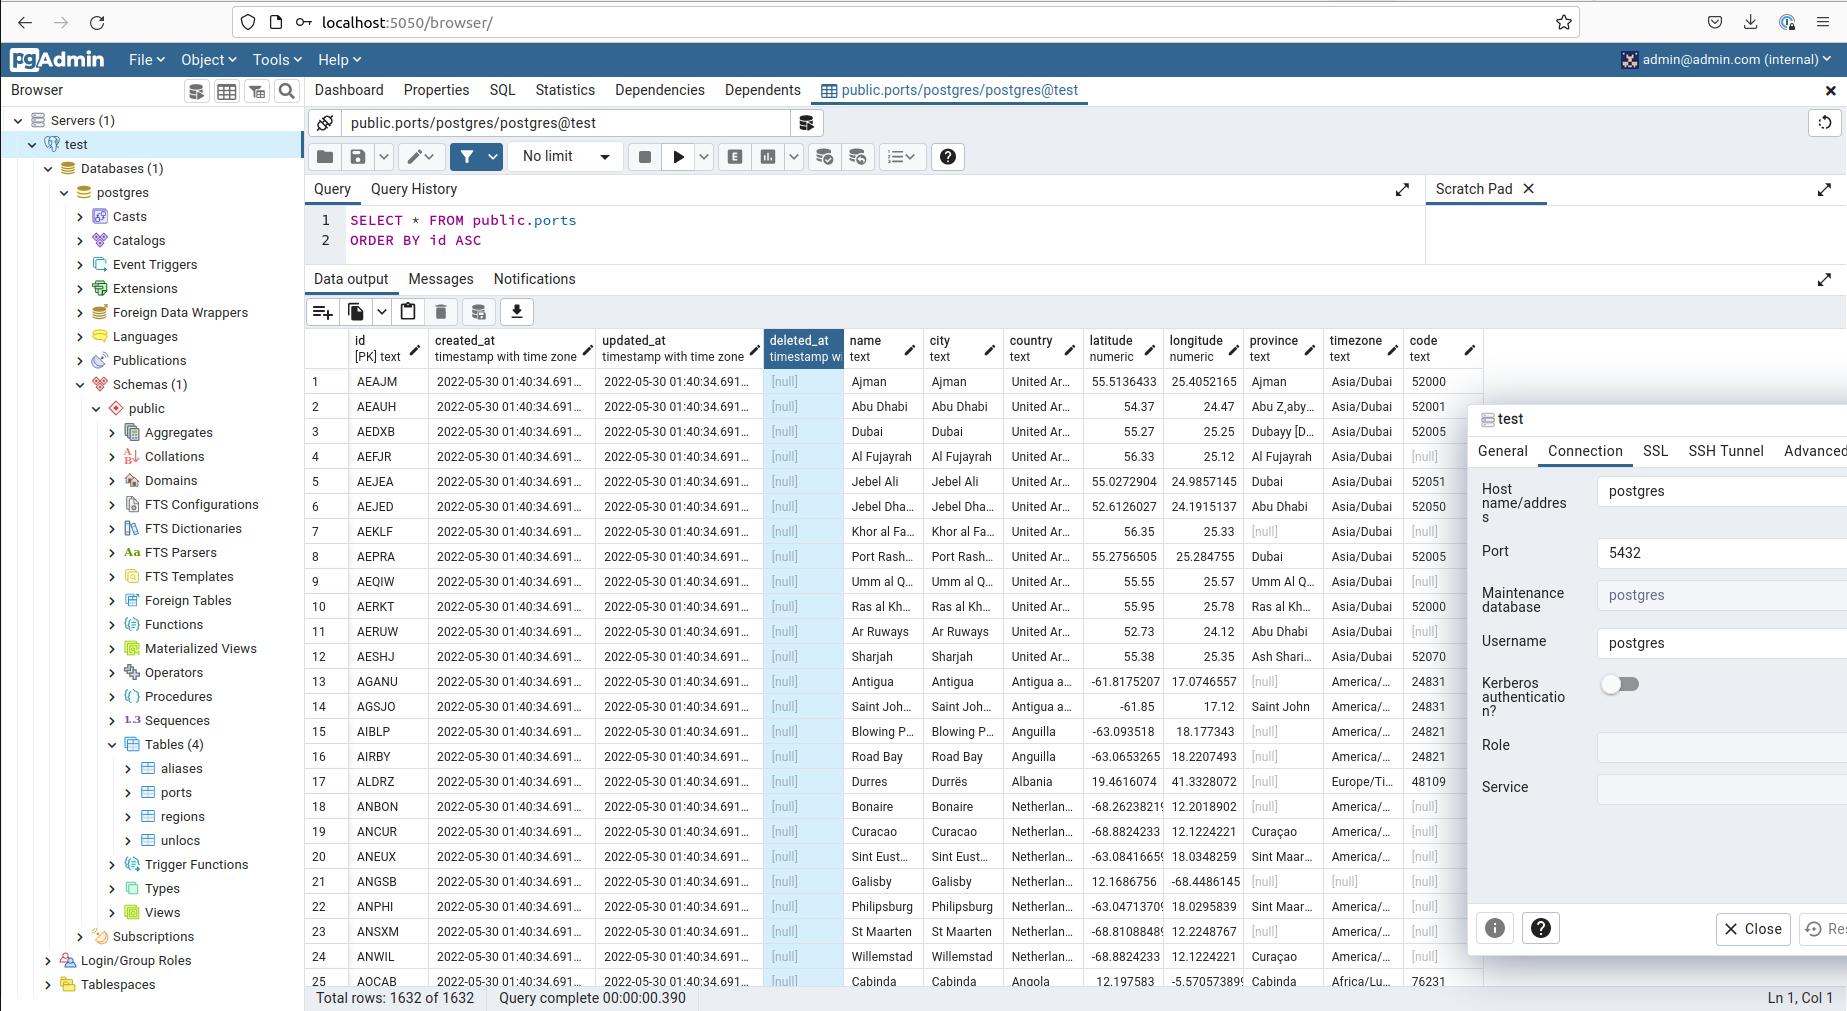 localhost:5050/browser/
pgAdmin File Object Tools Help admin@admin.com (internal)
Browser
Dashboard Properties SQL Statistics Dependencies Dependents public.ports/postgres/postgres@test
Servers (1)
test
Databases (1)
postgres
Casts
Catalogs
Event Triggers
Extensions
Foreign Data Wrappers
Languages
Publications
Schemas (1)
public
Aggregates
Collations
Domains
FTS Configurations
FTS Dictionaries
Aa FTS Parsers
FTS Templates
Foreign Tables
Functions
Materialized Views
Operators
Procedures
1.3 Sequences
Tables (4)
aliases
ports
regions
unlocs
Trigger Functions
Types
Views
Subscriptions
Login/Group Roles
Tablespaces
public.ports/postgres/postgres@test
No limit E
Query Query History
Scratch Pad
1 SELECT * FROM public.ports
2 ORDER BY id ASC
Data output Messages Notifications
id created_at updated_at deleted_at name city country latitude longitude province timezone code
[PK] text timestamp with time zone timestamp with time zone timestamp wi text text text numeric numeric text text text
1 AEAJM 2022-05-30 01:40:34.691... 2022-05-30 01:40:34.691... [null] Ajman Ajman United Ar... 55.5136433 25.4052165 Ajman Asia/Dubai 52000
2 AEAUH 2022-05-30 01:40:34.691... 2022-05-30 01:40:34.691... [null] Abu Dhabi Abu Dhabi United Ar... 54.37 24.47 Abu Z¸aby... Asia/Dubai 52001
3 AEDXB 2022-05-30 01:40:34.691... 2022-05-30 01:40:34.691... [null] Dubai Dubai United Ar... 55.27 25.25 Dubayy [D... Asia/Dubai 52005
4 AEFJR 2022-05-30 01:40:34.691... 2022-05-30 01:40:34.691... [null] Al Fujayrah Al Fujayrah United Ar... 56.33 25.12 Al Fujayrah Asia/Dubai [null]
5 AEJEA 2022-05-30 01:40:34.691... 2022-05-30 01:40:34.691... [null] Jebel Ali Jebel Ali United Ar... 55.0272904 24.9857145 Dubai Asia/Dubai 52051
6 AEJED 2022-05-30 01:40:34.691... 2022-05-30 01:40:34.691... [null] Jebel Dha... Jebel Dha... United Ar... 52.6126027 24.1915137 Abu Dhabi Asia/Dubai 52050
7 AEKLF 2022-05-30 01:40:34.691... 2022-05-30 01:40:34.691... [null] Khor al Fa... Khor al Fa... United Ar... 56.35 25.33 [null] Asia/Dubai [null]
8 AEPRA 2022-05-30 01:40:34.691... 2022-05-30 01:40:34.691... [null] Port Rash... Port Rash... United Ar... 55.2756505 25.284755 Dubai Asia/Dubai 52005
9 AEQIW 2022-05-30 01:40:34.691... 2022-05-30 01:40:34.691... [null] Umm al Q... Umm al Q... United Ar... 55.55 25.57 Umm Al Q... Asia/Dubai [null]
10 AERKT 2022-05-30 01:40:34.691... 2022-05-30 01:40:34.691... [null] Ras al Kh... Ras al Kh... United Ar... 55.95 25.78 Ras al Kh... Asia/Dubai 52000
11 AERUW 2022-05-30 01:40:34.691... 2022-05-30 01:40:34.691... [null] Ar Ruways Ar Ruways United Ar... 52.73 24.12 Abu Dhabi Asia/Dubai [null]
12 AESHJ 2022-05-30 01:40:34.691... 2022-05-30 01:40:34.691... [null] Sharjah Sharjah United Ar... 55.38 25.35 Ash Shari... Asia/Dubai 52070
13 AGANU 2022-05-30 01:40:34.691... 2022-05-30 01:40:34.691... [null] Antigua Antigua Antigua a... -61.8175207 17.0746557 [null] America/... 24831
14 AGSJO 2022-05-30 01:40:34.691... 2022-05-30 01:40:34.691... [null] Saint Joh... Saint Joh... Antigua a... -61.85 17.12 Saint John America/... 24831
15 AIBLP 2022-05-30 01:40:34.691... 2022-05-30 01:40:34.691... [null] Blowing P... Blowing P... Anguilla -63.093518 18.177343 [null] America/... 24821
16 AIRBY 2022-05-30 01:40:34.691... 2022-05-30 01:40:34.691... [null] Road Bay Road Bay Anguilla -63.0653265 18.2207493 [null] America/... 24821
17 ALDRZ 2022-05-30 01:40:34.691... 2022-05-30 01:40:34.691... [null] Durres Durrës Albania 19.4616074 41.3328072 [null] Europe/Ti... 48109
18 ANBON 2022-05-30 01:40:34.691... 2022-05-30 01:40:34.691... [null] Bonaire Bonaire Netherlan... -68.26238219 12.2018902 [null] America/... [null]
19 ANCUR 2022-05-30 01:40:34.691... 2022-05-30 01:40:34.691... [null] Curacao Curacao Netherlan... -68.8824233 12.1224221 Curaçao America/... [null]
20 ANEUX 2022-05-30 01:40:34.691... 2022-05-30 01:40:34.691... [null] Sint Eust... Sint Eust... Netherlan... -63.08416659 18.0348259 Sint Maar... America/... [null]
21 ANGSB 2022-05-30 01:40:34.691... 2022-05-30 01:40:34.691... [null] Galisby Galisby Netherlan... 12.1686756 -68.4486145 [null] [null] [null]
22 ANPHI 2022-05-30 01:40:34.691... 2022-05-30 01:40:34.691... [null] Philipsburg Philipsburg Netherlan... -63.04713709 18.0295839 Sint Maar... America/... [null]
23 ANSXM 2022-05-30 01:40:34.691... 2022-05-30 01:40:34.691... [null] St Maarten St Maarten Netherlan... -68.81088489 12.2248767 [null] America/... [null]
24 ANWIL 2022-05-30 01:40:34.691... 2022-05-30 01:40:34.691... [null] Willemstad Willemstad Netherlan... -68.8824233 12.1224221 Curaçao America/... [null]
25 AOCAB 2022-05-30 01:40:34.691... 2022-05-30 01:40:34.691... [null] Cabinda Cabinda Angola 12.197583 -5.570573899 Cabinda Africa/Lu... 76231
Total rows: 1632 of 1632 Query complete 00:00:00.390 Ln 1, Col 1
test
General Connection SSL SSH Tunnel Advanced
Host
name/addres
s
postgres
Port 5432
Maintenance
database
postgres
Username postgres
Kerberos
authenticatio
n?
Role
Service
Close Res